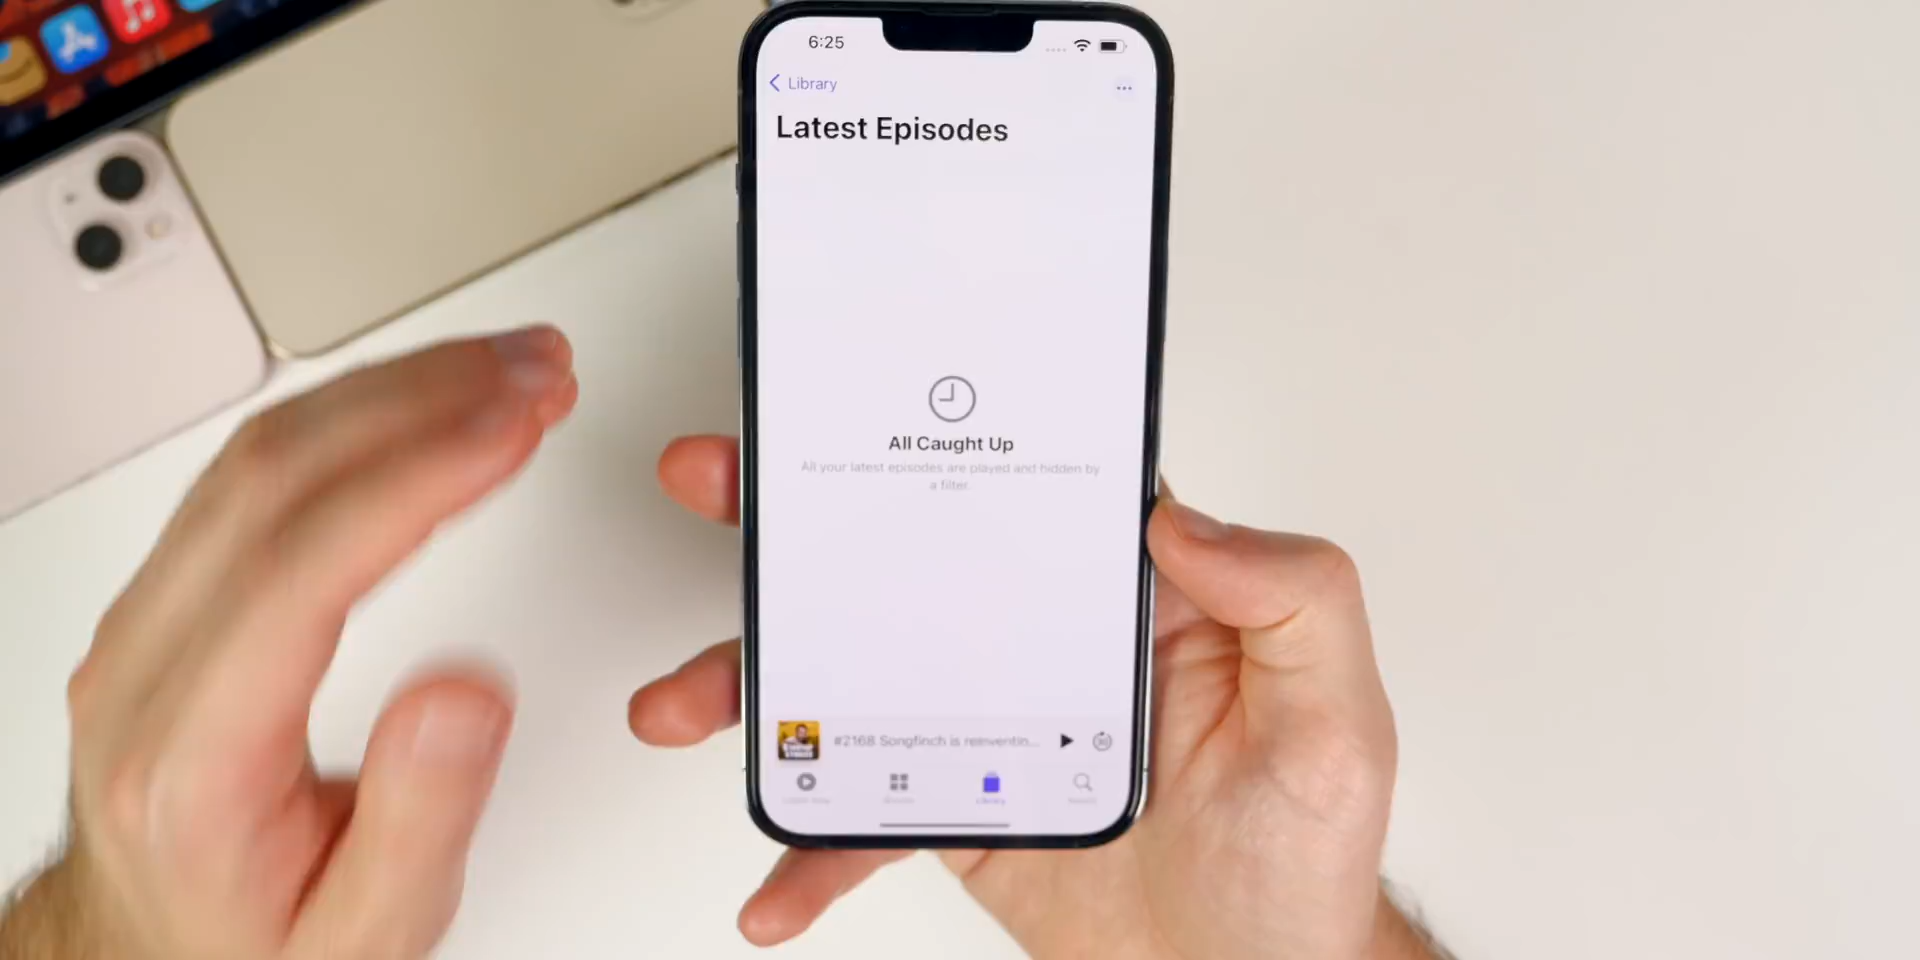 6:25
Library
Latest Episodes
All Caught Up
All your latest episodes are played and hidden by
a filter.
#2168 Songfinch is reinventin...
Library